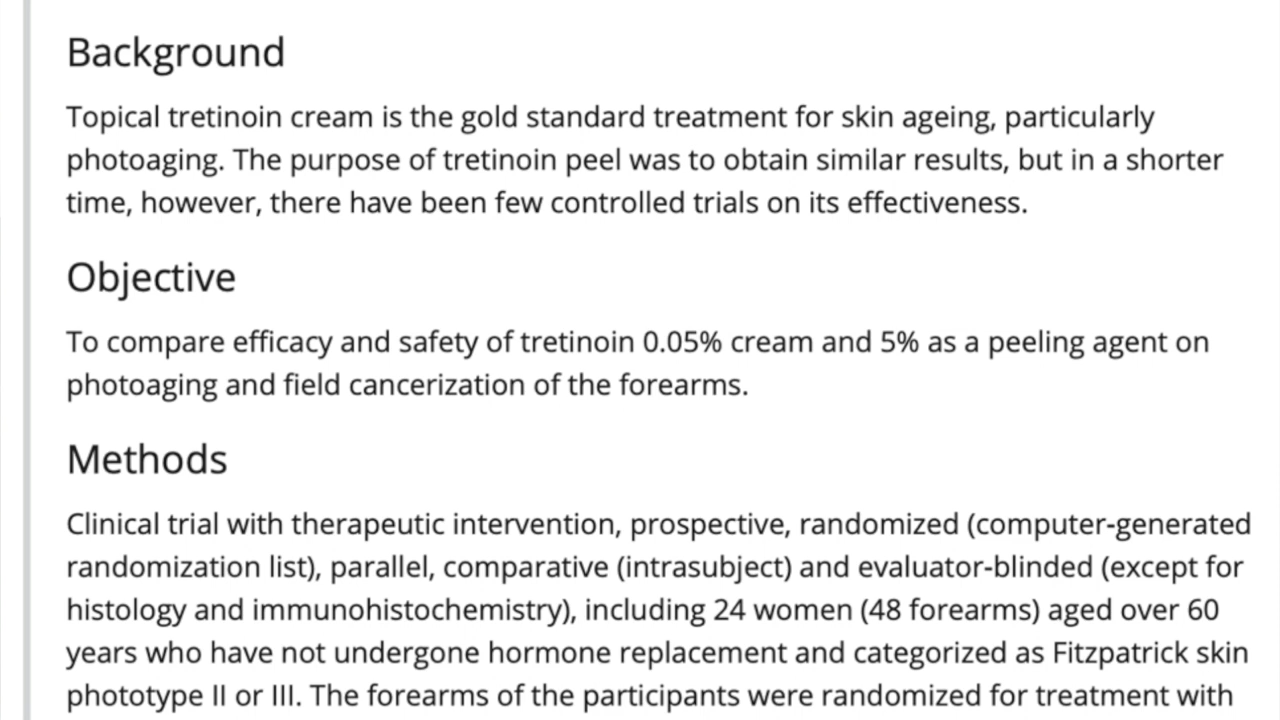 Background
Topical tretinoin cream is the gold standard treatment for skin ageing, particularly
photoaging. The purpose of tretinoin peel was to obtain similar results, but in a shorter
time, however, there have been few controlled trials on its effectiveness.
Objective
To compare efficacy and safety of tretinoin 0.05% cream and 5% as a peeling agent on
photoaging and field cancerization of the forearms.
Methods
Clinical trial with therapeutic intervention, prospective, randomized (computer-generated
randomization list), parallel, comparative (intrasubject) and evaluator-blinded (except for
histology and immunohistochemistry), including 24 women (48 forearms) aged over 60
years who have not undergone hormone replacement and categorized as Fitzpatrick skin
phototype II or III. The forearms of the participants were randomized for treatment with